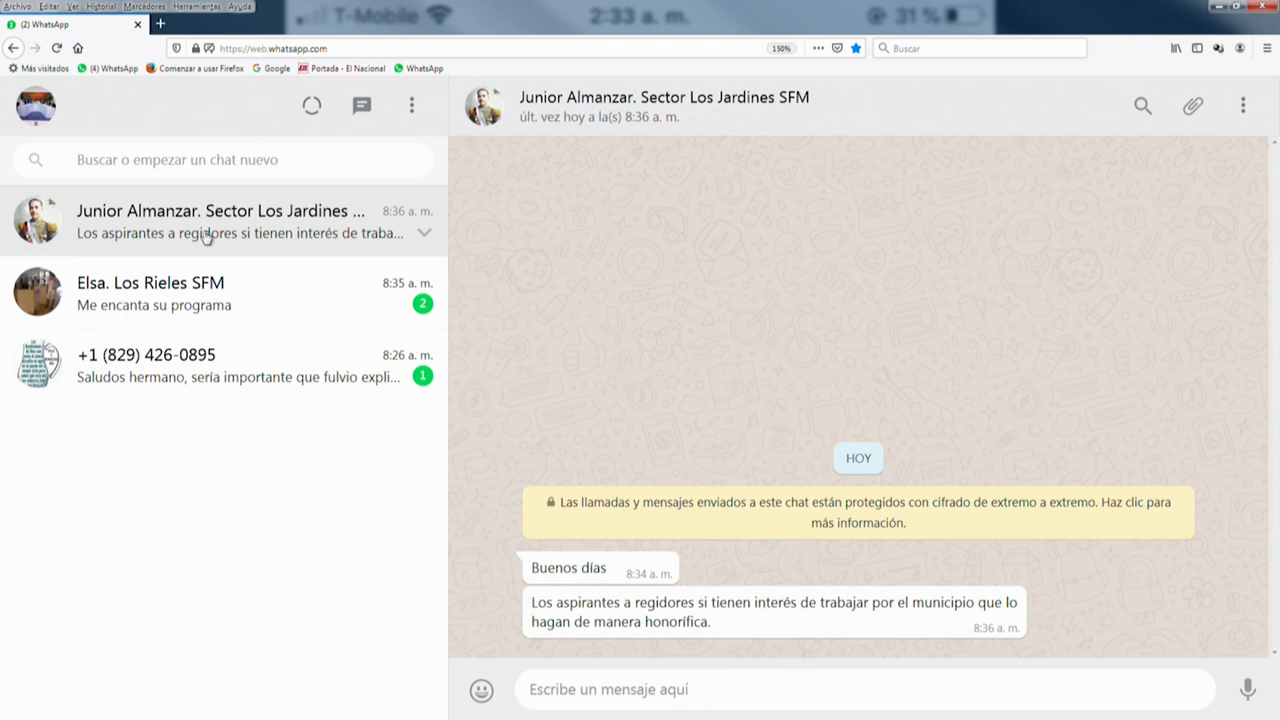 Archivo Editar Ver Historial Marcadores Herramientas Ayuda
T-Mobile 2:33 a. m. 31 %
(2) WhatsApp
https://web.whatsapp.com 150% Buscar
Más visitados (4) WhatsApp Comenzar a usar Firefox Google Portada - El Nacional WhatsApp
Buscar o empezar un chat nuevo
Junior Almanzar. Sector Los Jardines ... 8:36 a. m.
Los aspirantes a regidores si tienen interés de traba...
Elsa. Los Rieles SFM 8:35 a. m.
Me encanta su programa 2
+1 (829) 426-0895 8:26 a. m.
Saludos hermano, sería importante que fulvio expli... 1
Junior Almanzar. Sector Los Jardines SFM
últ. vez hoy a la(s) 8:36 a. m.
HOY
Las llamadas y mensajes enviados a este chat están protegidos con cifrado de extremo a extremo. Haz clic para
más información.
Buenos días 8:34 a. m.
Los aspirantes a regidores si tienen interés de trabajar por el municipio que lo
hagan de manera honorífica.
8:36 a. m.
Escribe un mensaje aquí